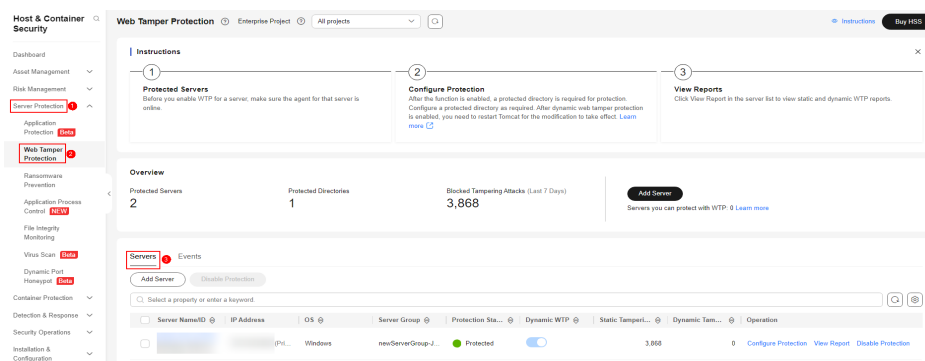 Host & Container
Security
Web Tamper Protection
Enterprise Project
All projects
Instructions
Buy HSS
Dashboard
Asset Management
Risk Management
Server Protection
1
Application
Protection Beta
Web Tamper
Protection
2
Ransomware
Prevention
Application Process
Control NEW
File Integrity
Monitoring
Virus Scan Beta
Dynamic Port
Honeypot Beta
Container Protection
Detection & Response
Security Operations
Installation &
Configuration
Instructions
1
Protected Servers
Before you enable WTP for a server, make sure the agent for that server is
online.
2
Configure Protection
After the function is enabled, a protected directory is required for protection.
Configure a protected directory as required. After dynamic web tamper protection
is enabled, you need to restart Tomcat for the modification to take effect. Learn
more
3
View Reports
Click View Report in the server list to view static and dynamic WTP reports.
Overview
Protected Servers
2
Protected Directories
1
Blocked Tampering Attacks (Last 7 Days)
3,868
Add Server
Servers you can protect with WTP: 0 Learn more
Servers
3
Events
Add Server
Disable Protection
Select a property or enter a keyword.
Server Name/ID
IP Address
OS
Server Group
Protection Sta...
Dynamic WTP
Static Tamperi...
Dynamic Tam...
Operation
(Pri...
Windows
newServerGroup-J...
Protected
3,868
0
Configure Protection View Report Disable Protection